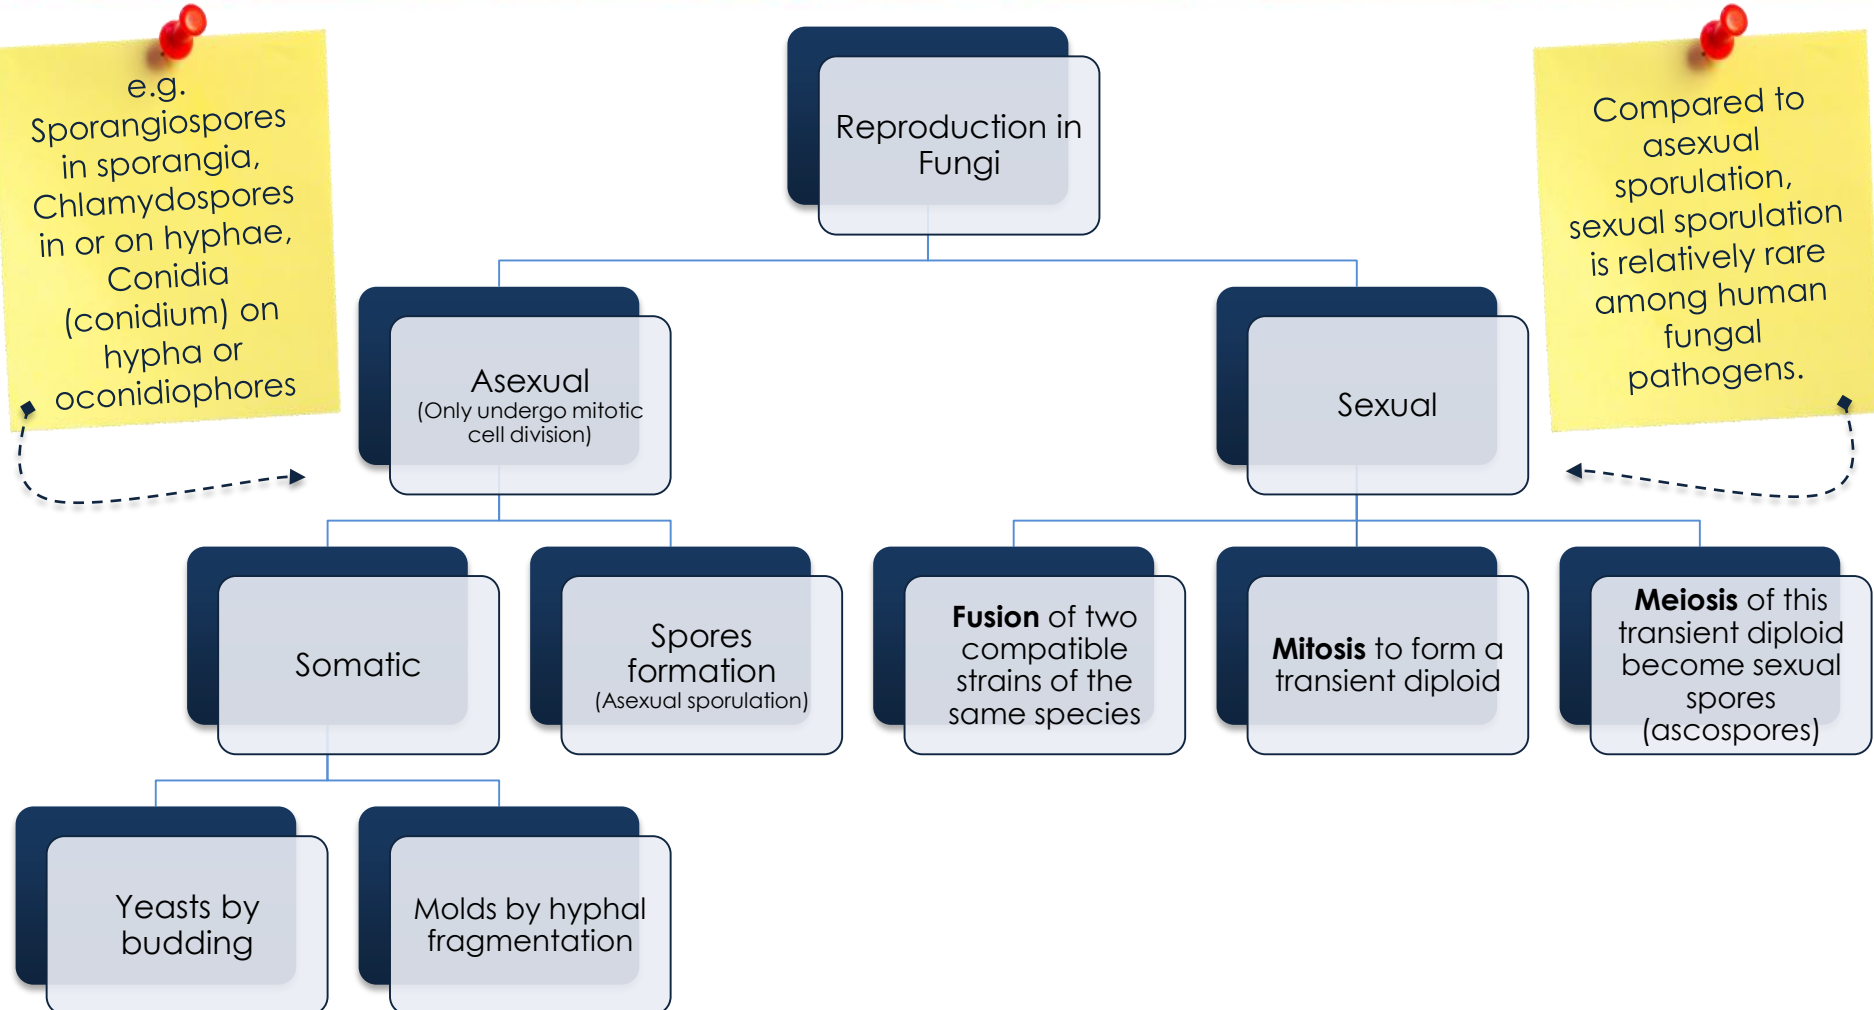 e.g.
Sporangiospores
in sporangia,
Chlamydospores
in or on hyphae,
Conidia
(conidium) on
hypha or
oconidiophores
Reproduction in
Fungi
Compared to
asexual
sporulation,
sexual sporulation
is relatively rare
among human
fungal
pathogens.
Asexual
(Only undergo mitotic
cell division)
Sexual
Somatic
Spores
formation
(Asexual sporulation)
Fusion of two
compatible
strains of the
same species
Mitosis to form a
transient diploid
Meiosis of this
transient diploid
become sexual
spores
(ascospores)
Yeasts by
budding
Molds by hyphal
fragmentation